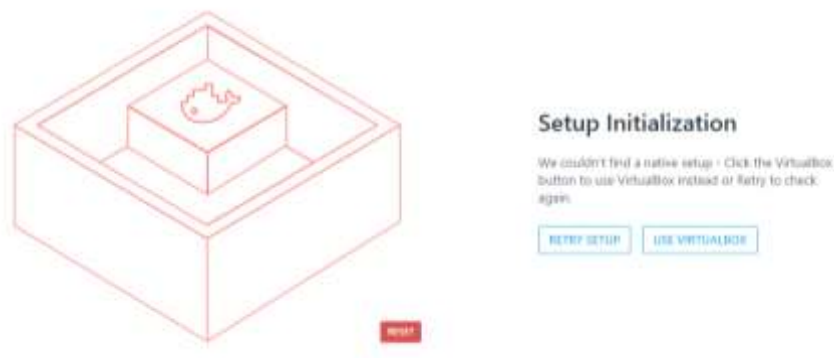 Setup Initialization
We couldn't find a native setup - Click the VirtualBox
button to use VirtualBox instead or Retry to check
again.
RETRY SETUP USE VIRTUALBOX
RESET